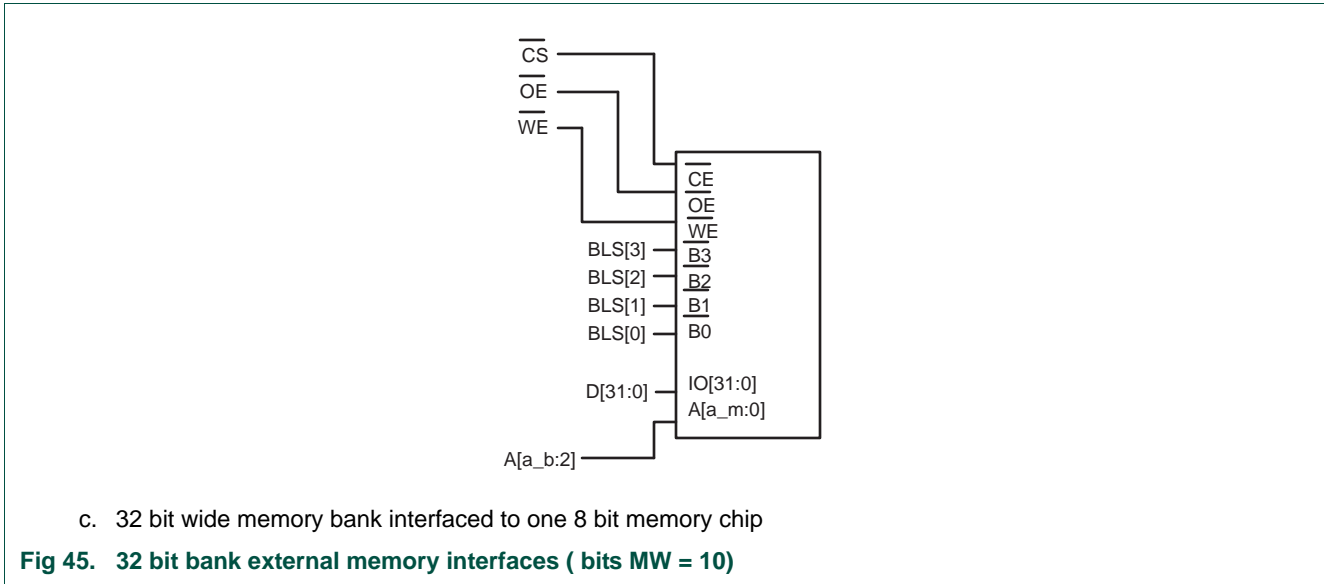 CS
OE
WE
CE
OE
WE
BLS[3] B3
BLS[2] B2
BLS[1] B1
BLS[0] B0
D[31:0] IO[31:0]
A[a_m:0]
A[a_b:2]
c. 32 bit wide memory bank interfaced to one 8 bit memory chip
Fig 45. 32 bit bank external memory interfaces ( bits MW = 10)